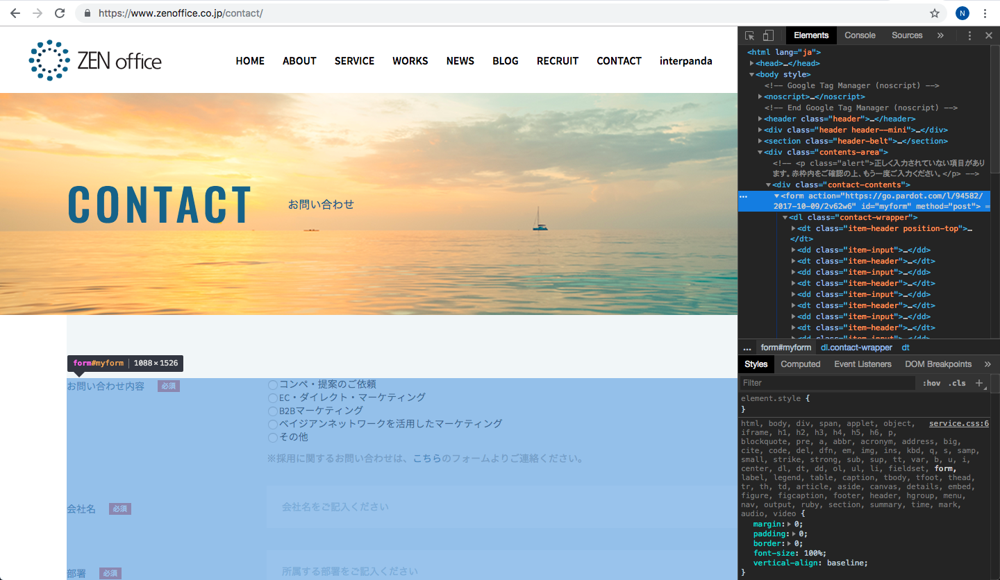 https://www.zenoffice.co.jp/contact/
N
ZEN office
HOME ABOUT SERVICE WORKS NEWS BLOG RECRUIT CONTACT interpanda
CONTACT
お問い合わせ
form#myform | 1088 × 1526
お問い合わせ内容 必須
コンペ・提案のご依頼
EC・ダイレクト・マーケティング
B2Bマーケティング
ベイジアンネットワークを活用したマーケティング
その他
※採用に関するお問い合わせは、こちらのフォームよりご連絡ください。
会社名 必須
会社名をご記入ください
部署 必須
所属する部署をご記入ください
Elements Console Sources »
<html lang="ja">
<head>…</head>
<body style>
<!-- Google Tag Manager (noscript) -->
<noscript>…</noscript>
<!-- End Google Tag Manager (noscript) -->
<header class="header">…</header>
<div class="header header--mini">…</div>
<section class="header-belt">…</section>
<div class="contents-area">
<!-- <p class="alert">正しく入力されていない項目があり
ます。赤枠内をご確認の上、もう一度ご入力ください。</p> -->
<div class="contact-contents">
… <form action="https://go.pardot.com/l/94582/
2017-10-09/2v62w6" id="myform" method="post"> =
<dl class="contact-wrapper">
<dt class="item-header position-top">…
</dt>
<dd class="item-input">…</dd>
<dt class="item-header">…</dt>
<dd class="item-input">…</dd>
<dt class="item-header">…</dt>
<dd class="item-input">…</dd>
<dt class="item-header">…</dt>
<dd class="item-input">…</dd>
<dt class="item-header">…</dt>
<dd class="item-input">…</dd>
… form#myform dl.contact-wrapper dt
Styles Computed Event Listeners DOM Breakpoints »
Filter :hov .cls +
element.style {
}
html, body, div, span, applet, object, service.css:6
iframe, h1, h2, h3, h4, h5, h6, p,
blockquote, pre, a, abbr, acronym, address, big,
cite, code, del, dfn, em, img, ins, kbd, q, s, samp,
small, strike, strong, sub, sup, tt, var, b, u, i,
center, dl, dt, dd, ol, ul, li, fieldset, form,
label, legend, table, caption, tbody, tfoot, thead,
tr, th, td, article, aside, canvas, details, embed,
figure, figcaption, footer, header, hgroup, menu,
nav, output, ruby, section, summary, time, mark,
audio, video {
margin: 0;
padding: 0;
border: 0;
font-size: 100%;
vertical-align: baseline;
}